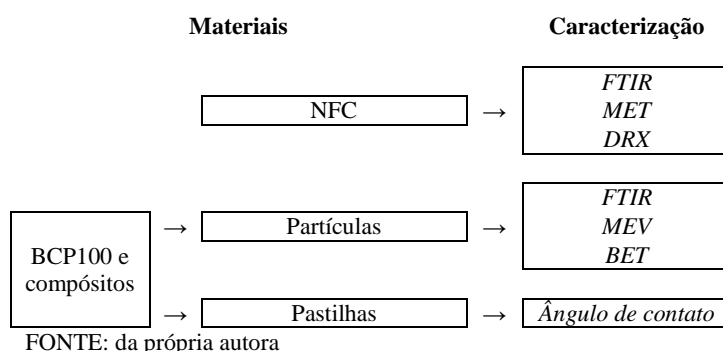 Materiais Caracterização
FTIR
NFC → MET
DRX
FTIR
→ Partículas → MEV
BCP100 e
compósitos
BET
→ Pastilhas → Ângulo de contato
FONTE: da própria autora